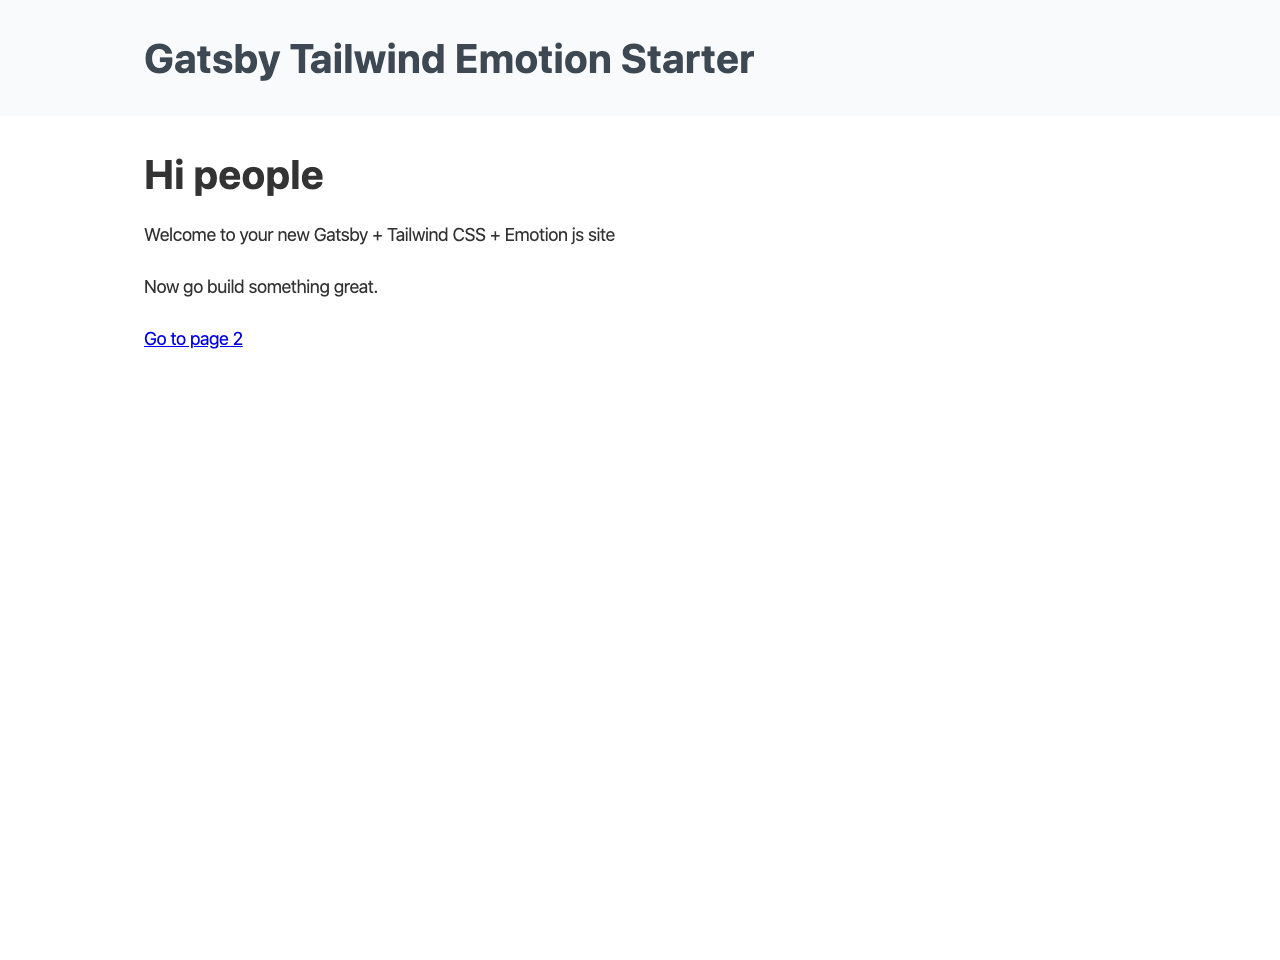 Gatsby Tailwind Emotion Starter
Hi people
Welcome to your new Gatsby + Tailwind CSS + Emotion js site
Now go build something great.
Go to page 2